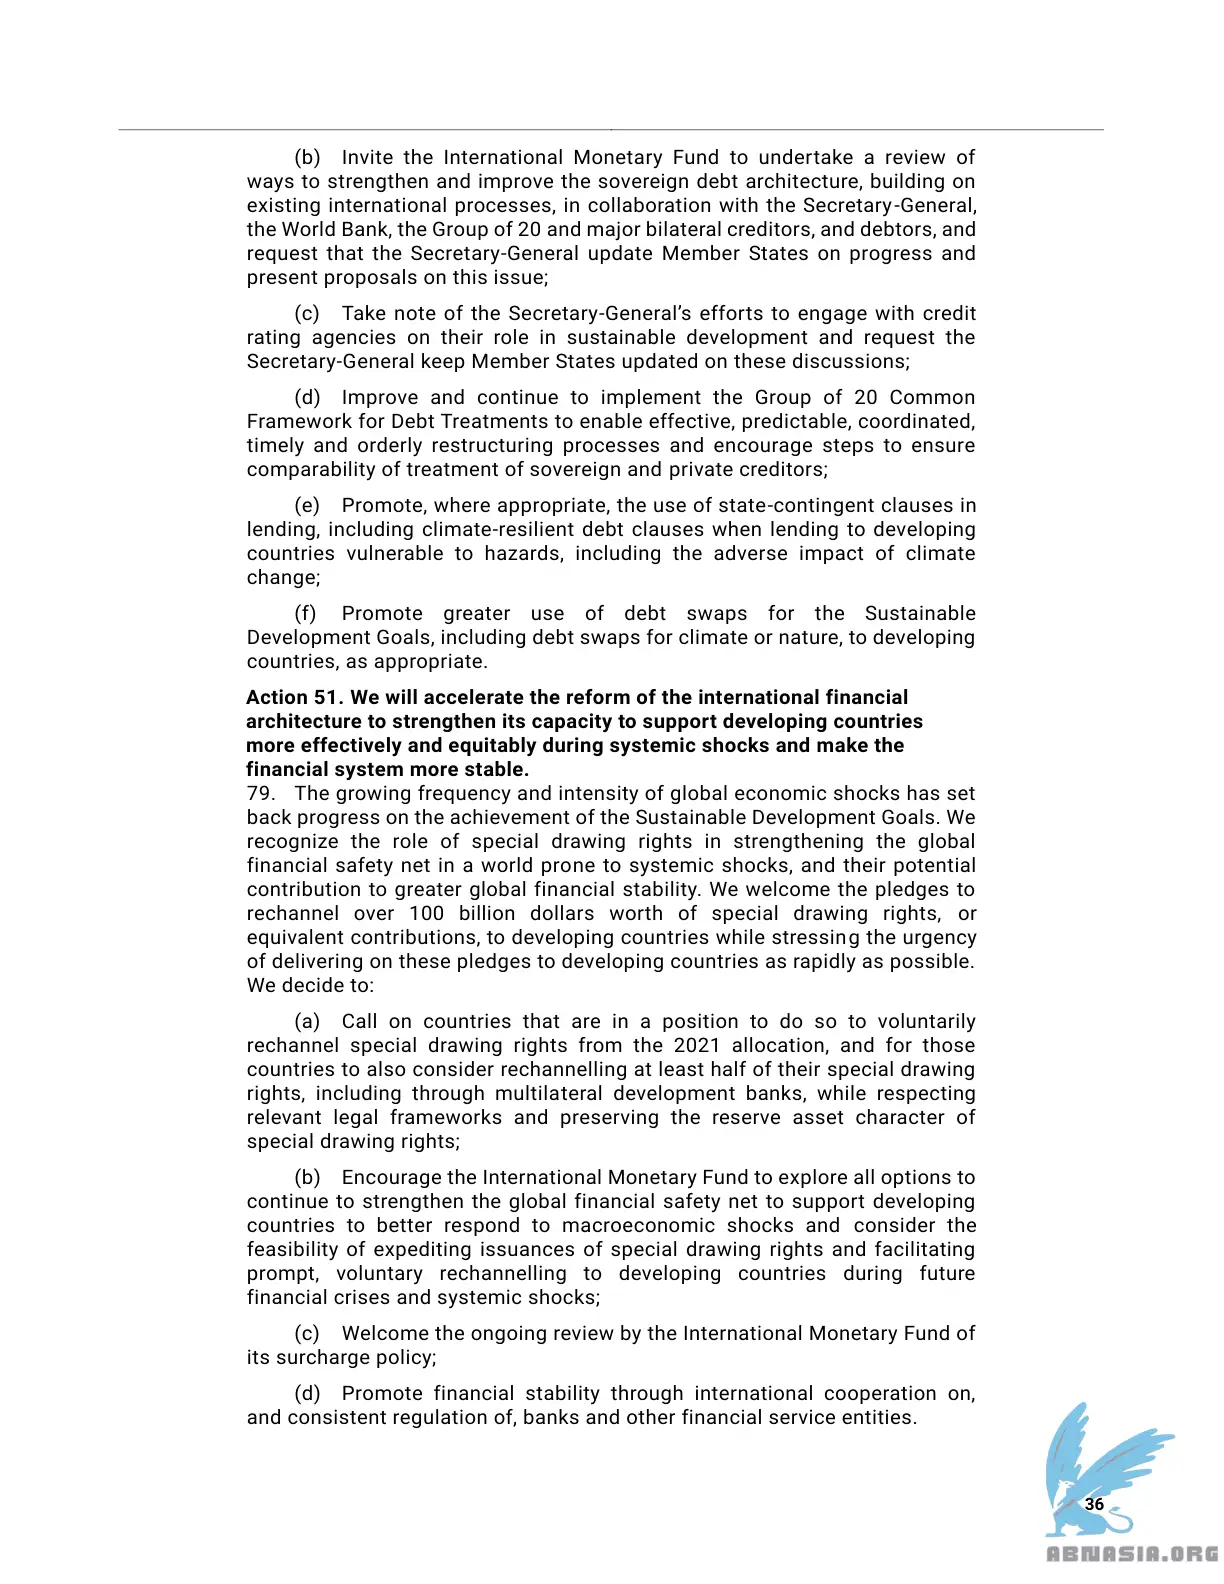 (b) Invite the International Monetary Fund to undertake a review of
ways to strengthen and improve the sovereign debt architecture, building on
existing international processes, in collaboration with the Secretary-General,
the World Bank, the Group of 20 and major bilateral creditors, and debtors, and
request that the Secretary-General update Member States on progress and
present proposals on this issue;
(c) Take note of the Secretary-General’s efforts to engage with credit
rating agencies on their role in sustainable development and request the
Secretary-General keep Member States updated on these discussions;
(d) Improve and continue to implement the Group of 20 Common
Framework for Debt Treatments to enable effective, predictable, coordinated,
timely and orderly restructuring processes and encourage steps to ensure
comparability of treatment of sovereign and private creditors;
(e) Promote, where appropriate, the use of state-contingent clauses in
lending, including climate-resilient debt clauses when lending to developing
countries vulnerable to hazards, including the adverse impact of climate
change;
(f) Promote greater use of debt swaps for the Sustainable
Development Goals, including debt swaps for climate or nature, to developing
countries, as appropriate.
Action 51. We will accelerate the reform of the international financial
architecture to strengthen its capacity to support developing countries
more effectively and equitably during systemic shocks and make the
financial system more stable.
79. The growing frequency and intensity of global economic shocks has set
back progress on the achievement of the Sustainable Development Goals. We
recognize the role of special drawing rights in strengthening the global
financial safety net in a world prone to systemic shocks, and their potential
contribution to greater global financial stability. We welcome the pledges to
rechannel over 100 billion dollars worth of special drawing rights, or
equivalent contributions, to developing countries while stressing the urgency
of delivering on these pledges to developing countries as rapidly as possible.
We decide to:
(a) Call on countries that are in a position to do so to voluntarily
rechannel special drawing rights from the 2021 allocation, and for those
countries to also consider rechannelling at least half of their special drawing
rights, including through multilateral development banks, while respecting
relevant legal frameworks and preserving the reserve asset character of
special drawing rights;
(b) Encourage the International Monetary Fund to explore all options to
continue to strengthen the global financial safety net to support developing
countries to better respond to macroeconomic shocks and consider the
feasibility of expediting issuances of special drawing rights and facilitating
prompt, voluntary rechannelling to developing countries during future
financial crises and systemic shocks;
(c) Welcome the ongoing review by the International Monetary Fund of
its surcharge policy;
(d) Promote financial stability through international cooperation on,
and consistent regulation of, banks and other financial service entities.
36
ABNASIA.ORG